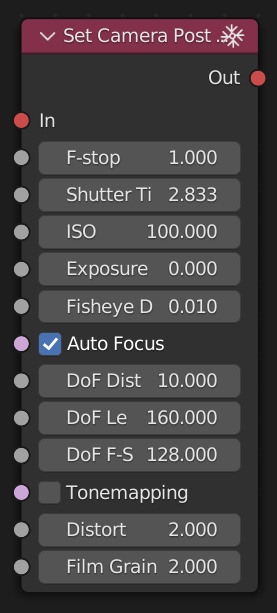 Set Camera Post ..
Out
In
F-stop 1.000
Shutter Ti 2.833
ISO 100.000
Exposure 0.000
Fisheye D 0.010
Auto Focus
DoF Dist 10.000
DoF Le 160.000
DoF F-S 128.000
Tonemapping
Distort 2.000
Film Grain 2.000